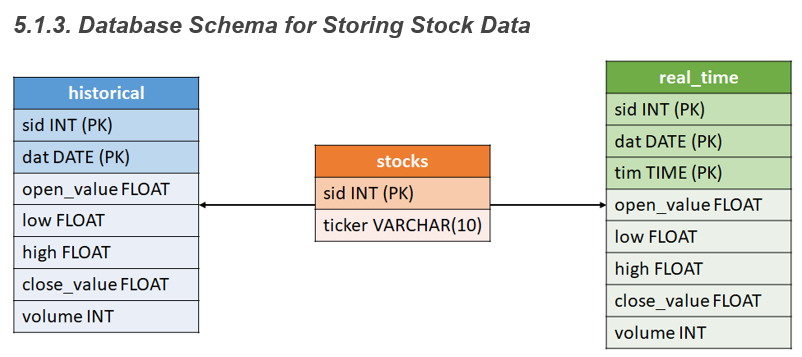 5.1.3. Database Schema for Storing Stock Data
historical
sid INT (PK)
dat DATE (PK)
open_value FLOAT
low FLOAT
high FLOAT
close_value FLOAT
volume INT
stocks
sid INT (PK)
ticker VARCHAR(10)
real_time
sid INT (PK)
dat DATE (PK)
tim TIME (PK)
open_value FLOAT
low FLOAT
high FLOAT
close_value FLOAT
volume INT